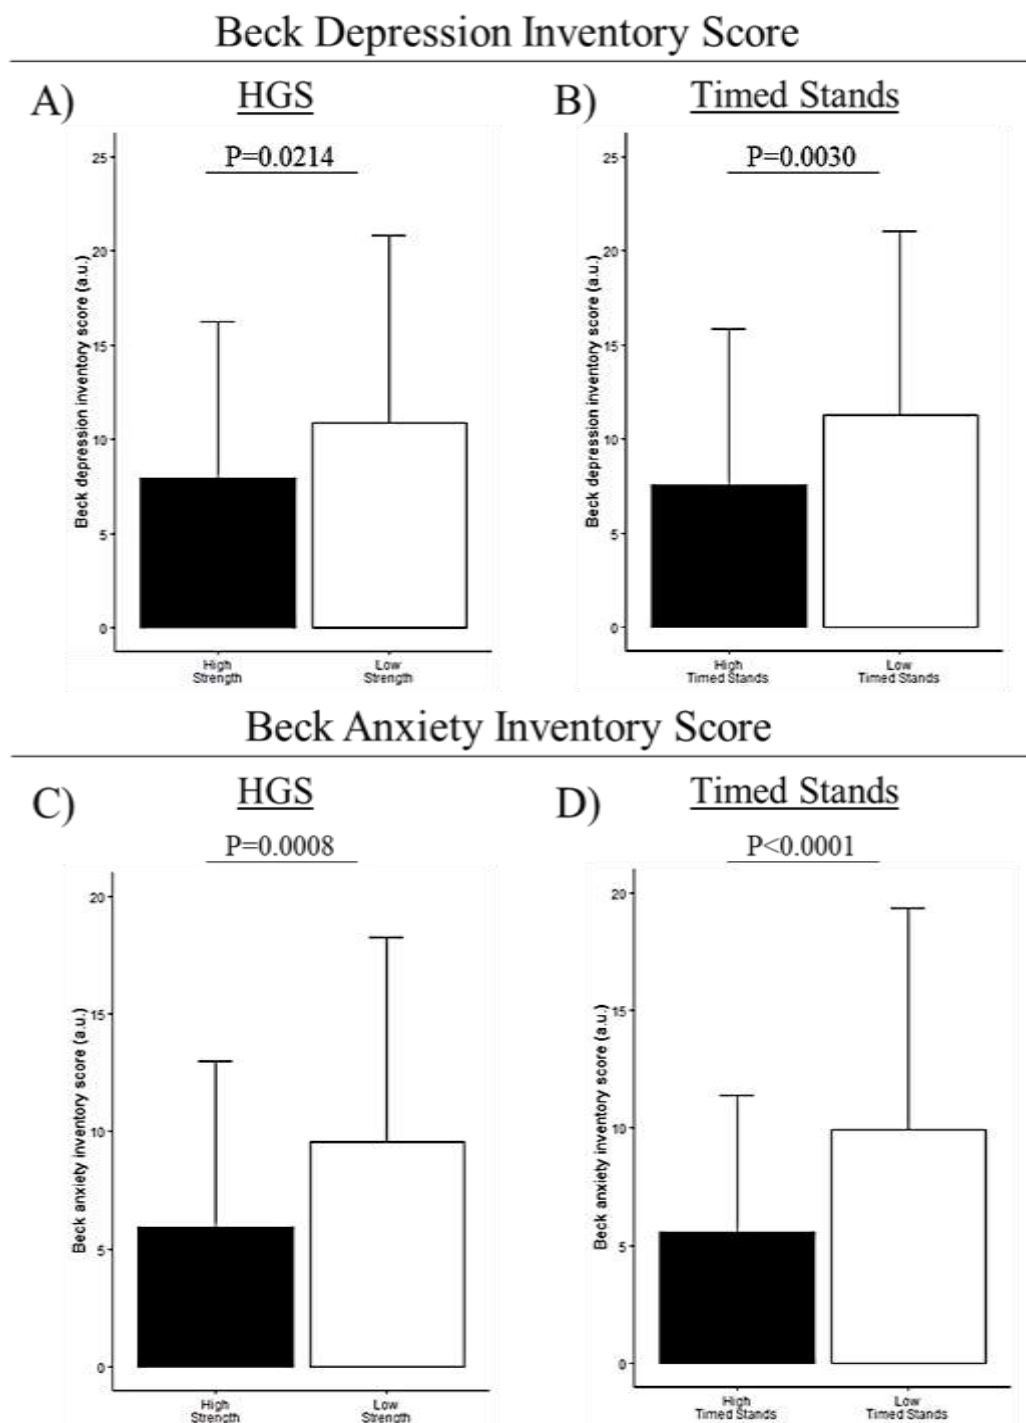 Beck Depression Inventory Score
A)
HGS
P=0.0214
25
20
15
10
5
0
Beck depression inventory score (a.u.)
High
Strength
Low
Strength
B)
Timed Stands
P=0.0030
25
20
15
10
5
0
Beck depression inventory score (a.u.)
High
Timed Stands
Low
Timed Stands
Beck Anxiety Inventory Score
C)
HGS
P=0.0008
20
15
10
5
0
Beck anxiety inventory score (a.u.)
High
Strength
Low
Strength
D)
Timed Stands
P<0.0001
20
15
10
5
0
Beck anxiety inventory score (a.u.)
High
Timed Stands
Low
Timed Stands